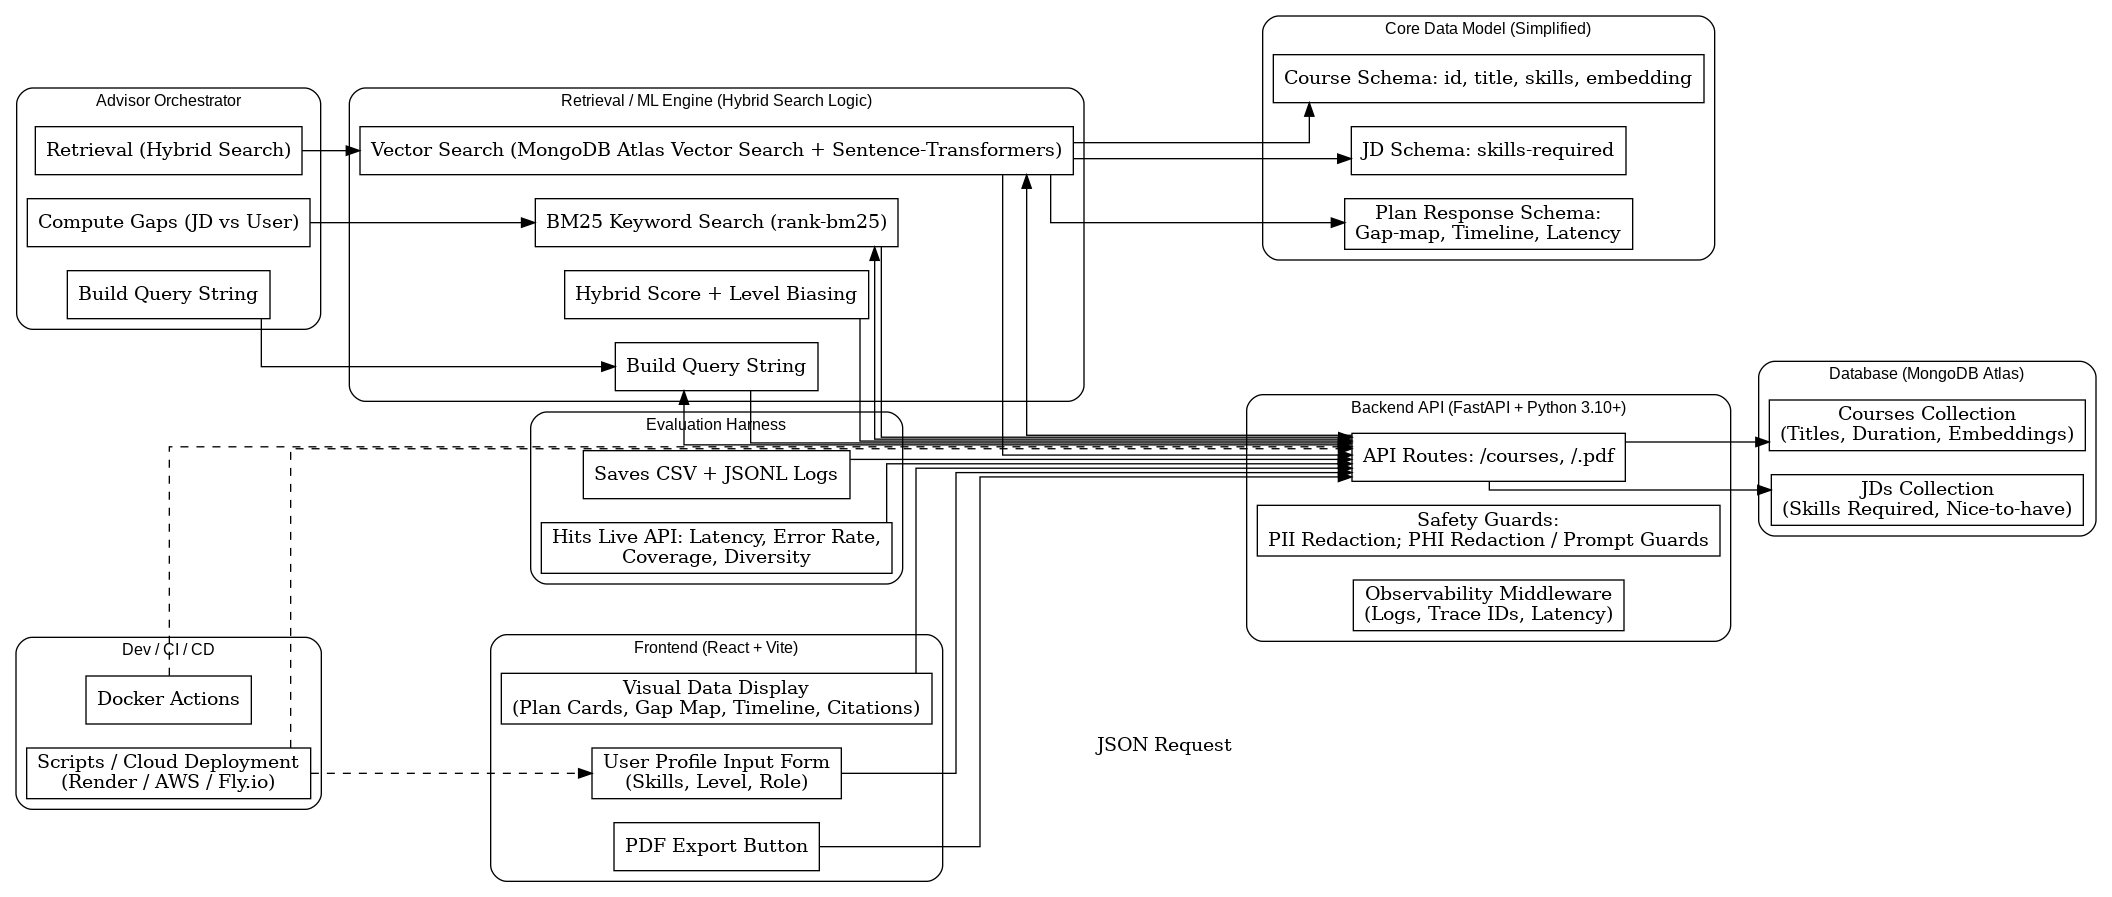 Advisor Orchestrator
Retrieval (Hybrid Search)
Compute Gaps (JD vs User)
Build Query String
Retrieval / ML Engine (Hybrid Search Logic)
Vector Search (MongoDB Atlas Vector Search + Sentence-Transformers)
BM25 Keyword Search (rank-bm25)
Hybrid Score + Level Biasing
Build Query String
Core Data Model (Simplified)
Course Schema: id, title, skills, embedding
JD Schema: skills-required
Plan Response Schema:
Gap-map, Timeline, Latency
Evaluation Harness
Saves CSV + JSONL Logs
Hits Live API: Latency, Error Rate,
Coverage, Diversity
Backend API (FastAPI + Python 3.10+)
API Routes: /courses, /.pdf
Safety Guards:
PII Redaction; PHI Redaction / Prompt Guards
Observability Middleware
(Logs, Trace IDs, Latency)
Database (MongoDB Atlas)
Courses Collection
(Titles, Duration, Embeddings)
JDs Collection
(Skills Required, Nice-to-have)
Dev / CI / CD
Docker Actions
Scripts / Cloud Deployment
(Render / AWS / Fly.io)
Frontend (React + Vite)
Visual Data Display
(Plan Cards, Gap Map, Timeline, Citations)
User Profile Input Form
(Skills, Level, Role)
PDF Export Button
JSON Request